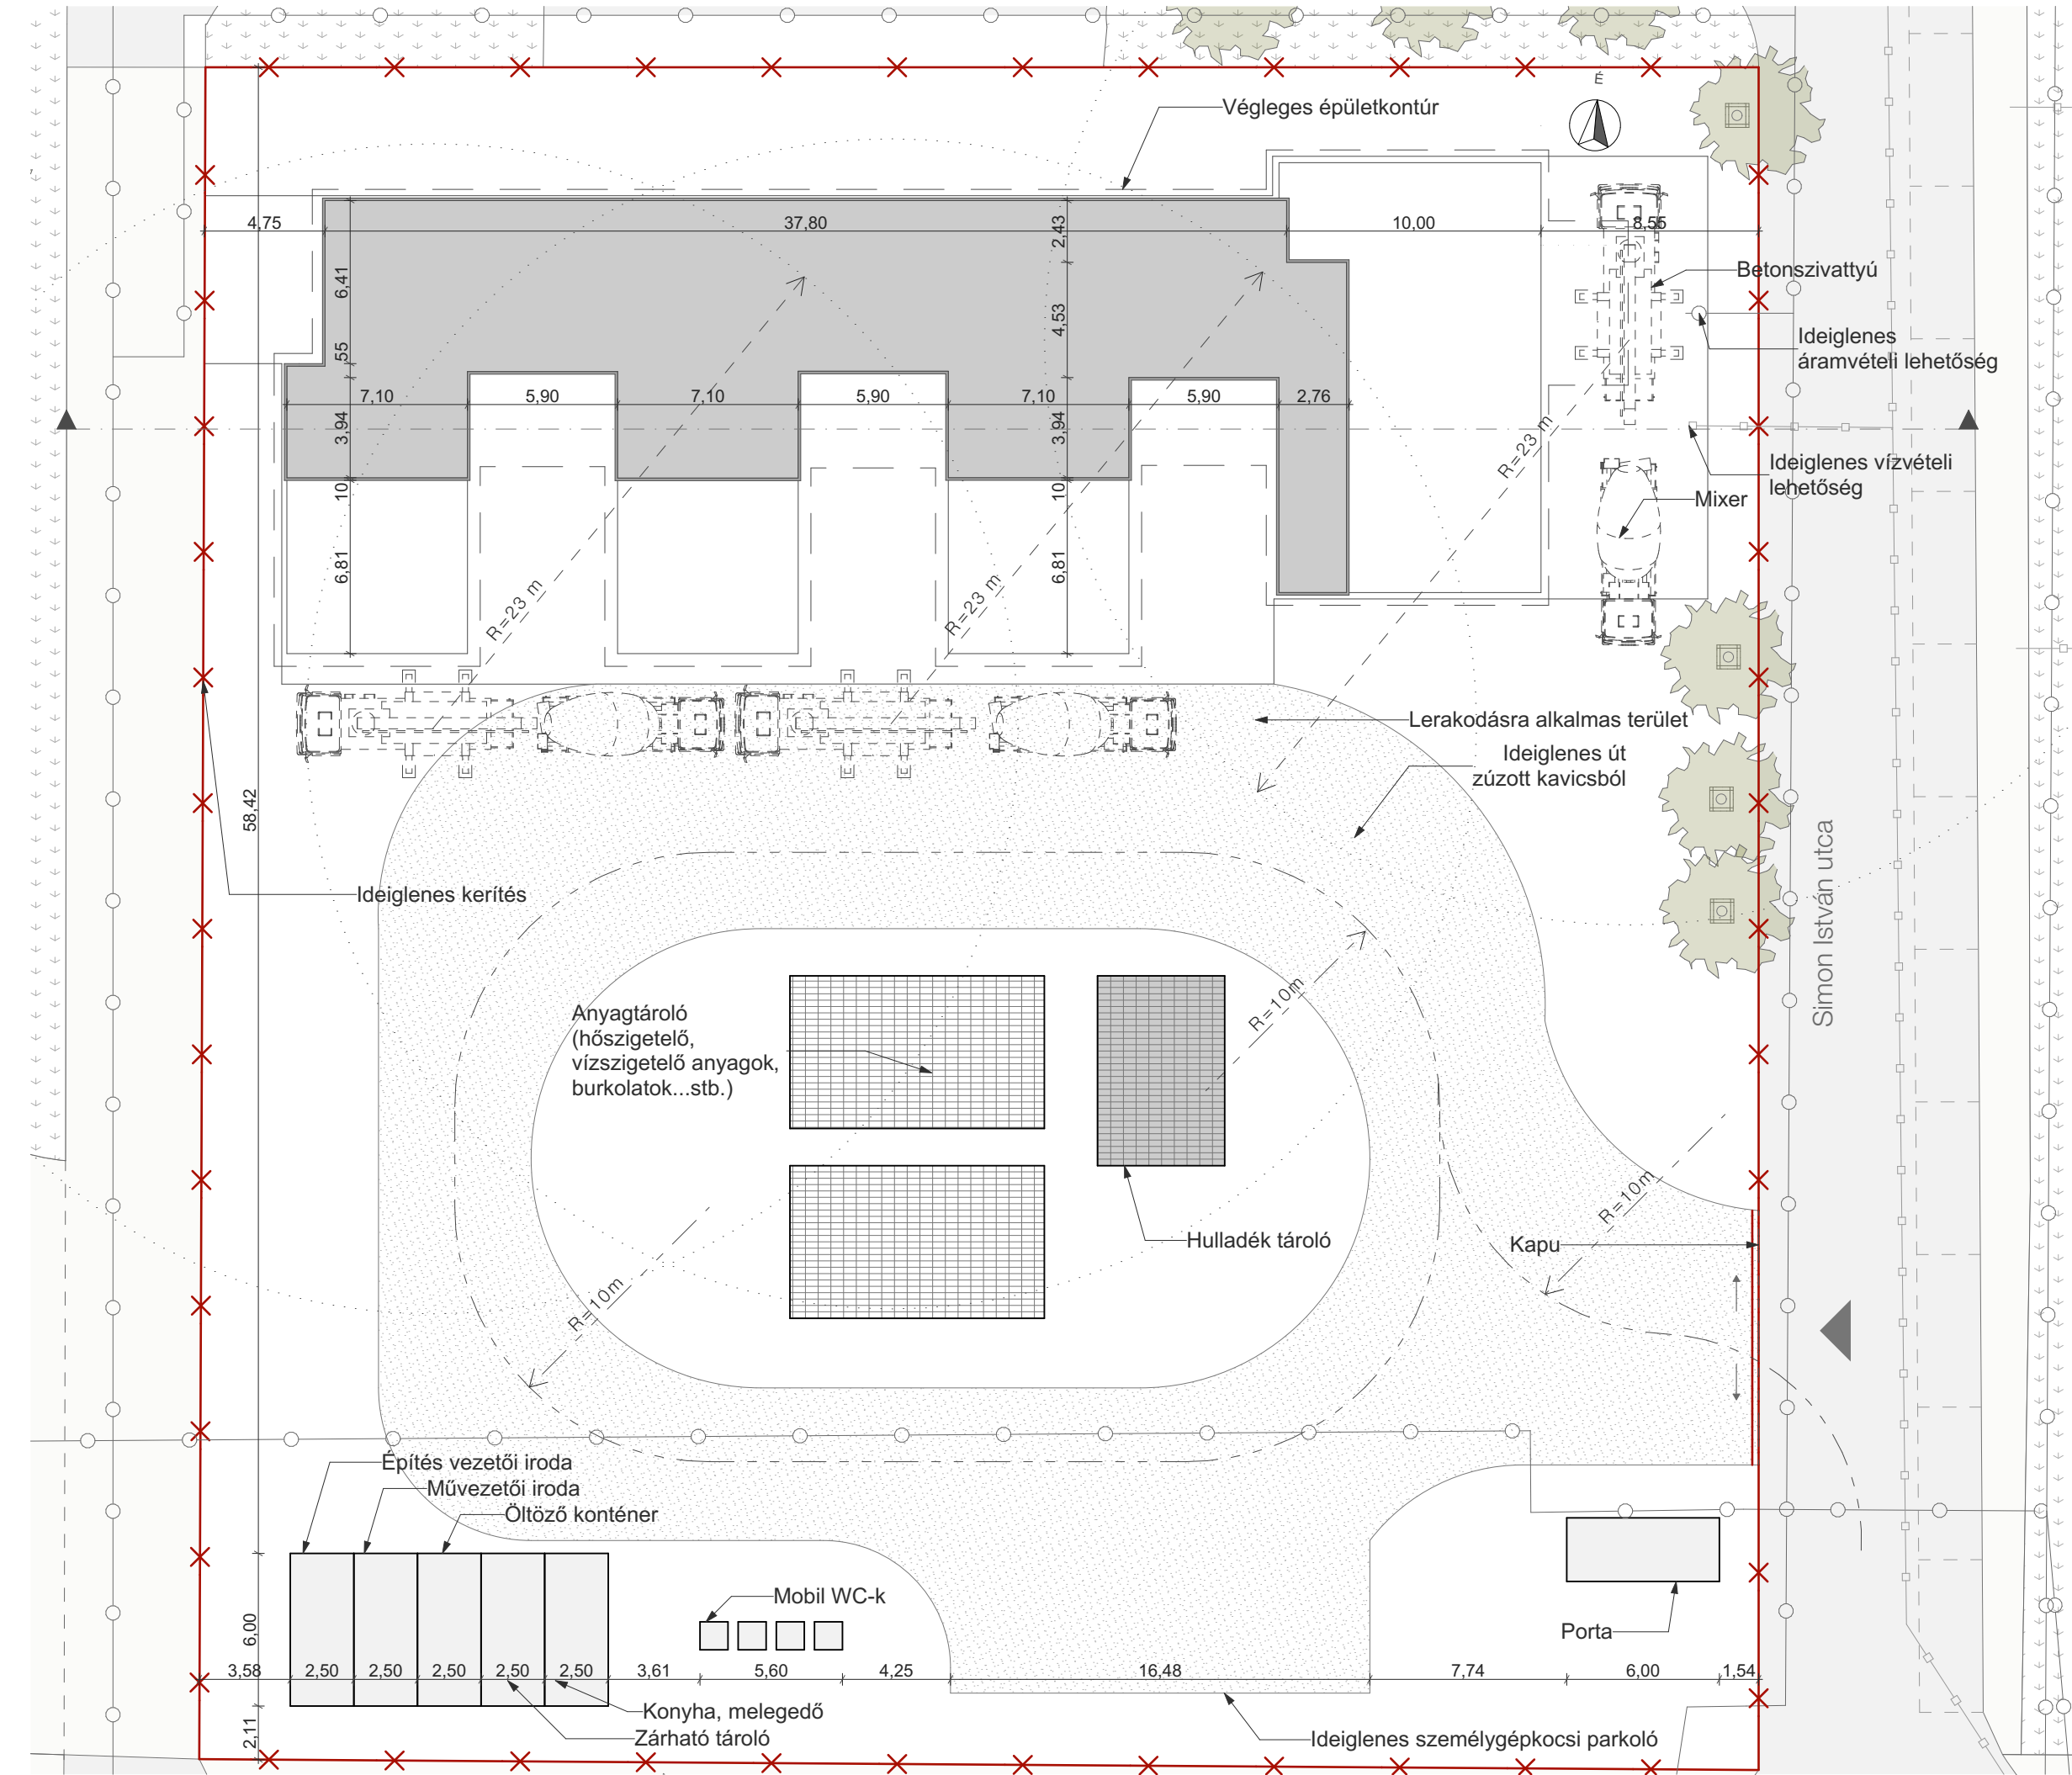 É
Végleges épületkontúr
4,75
37,80
2,43
10,00
8,55
6,41
4,53
Betonszivattyú
Ideiglenes
áramvételi lehetőség
55
7,10
5,90
7,10
5,90
7,10
5,90
2,76
3,94
3,94
R=23 m
Ideiglenes vízvételi
lehetőség
Mixer
10
10
6,81
6,81
R=23 m
R=23 m
Lerakodásra alkalmas terület
Ideiglenes út
zúzott kavicsból
58,42
Ideiglenes kerítés
Simon István utca
Anyagtároló
(hőszigetelő,
vízszigetelő anyagok,
burkolatok...stb.)
R=10m
R=10m
Hulladék tároló
Kapu
R=10m
Építés vezetői iroda
Művezetői iroda
Öltöző konténer
Mobil WC-k
Porta
6,00
3,58
2,50
2,50
2,50
2,50
2,50
3,61
5,60
4,25
16,48
7,74
6,00
1,54
Konyha, melegedő
Zárható tároló
2,11
Ideiglenes személygépkocsi parkoló